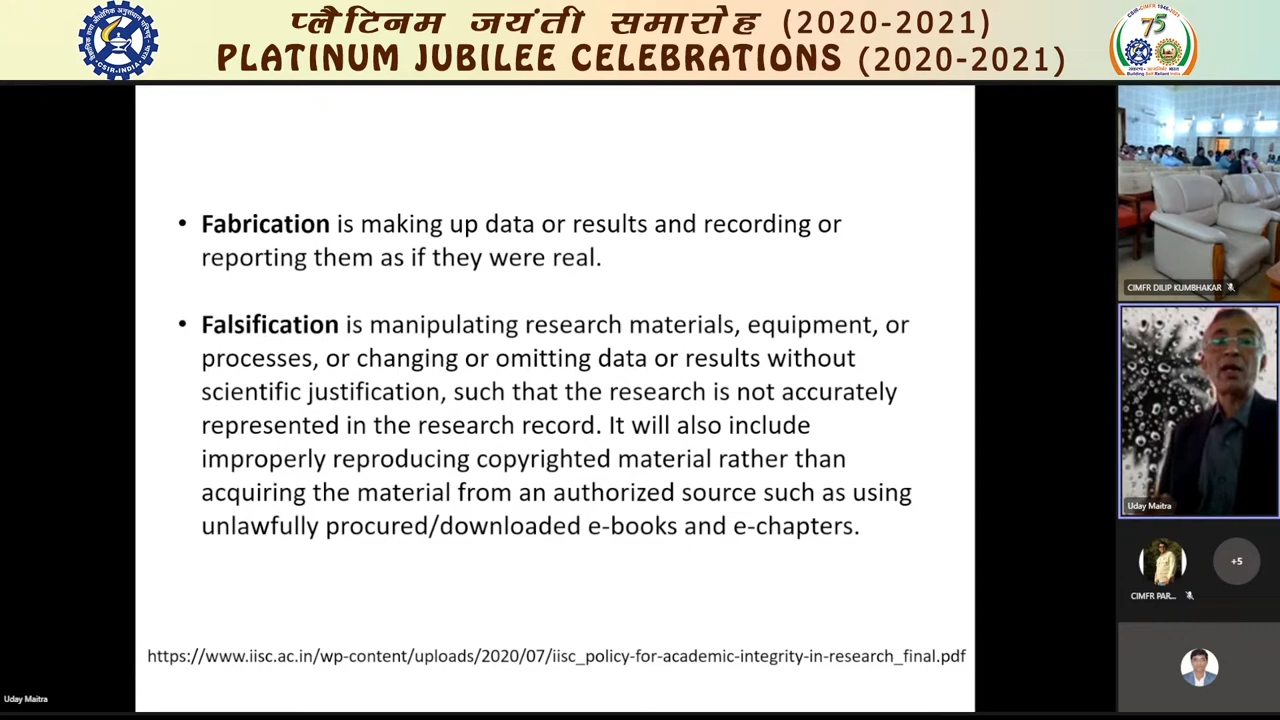 प्लैटिनम जयंती समारोह (2020-2021)
PLATINUM JUBILEE CELEBRATIONS (2020-2021)
CSIR-INDIA
75
• Fabrication is making up data or results and recording or
reporting them as if they were real.
• Falsification is manipulating research materials, equipment, or
processes, or changing or omitting data or results without
scientific justification, such that the research is not accurately
represented in the research record. It will also include
improperly reproducing copyrighted material rather than
acquiring the material from an authorized source such as using
unlawfully procured/downloaded e-books and e-chapters.
https://www.iisc.ac.in/wp-content/uploads/2020/07/iisc_policy-for-academic-integrity-in-research_final.pdf
Uday Maitra
CIMFR DILIP KUMBHAKAR
Uday Maitra
CIMFR PAR...
+5